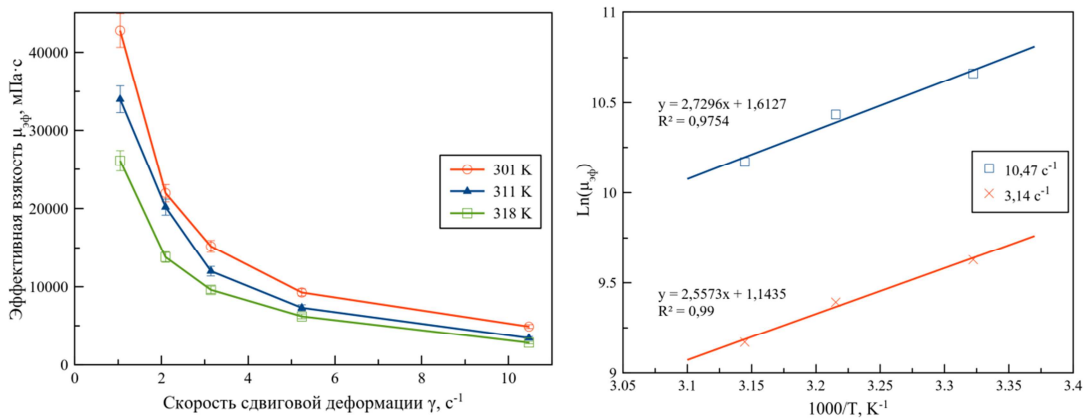 Эффективная взякость μэф, мПа·с
40000
30000
20000
10000
0
0
2
4
6
8
10
Скорость сдвиговой деформации γ, с⁻¹
301 K
311 K
318 K
Ln(μэф)
11
10.5
10
9.5
9
3.05
3.1
3.15
3.2
3.25
3.3
3.35
3.4
1000/T, K⁻¹
y = 2,7296x + 1,6127
R² = 0,9754
10,47 c⁻¹
3,14 c⁻¹
y = 2,5573x + 1,1435
R² = 0,99